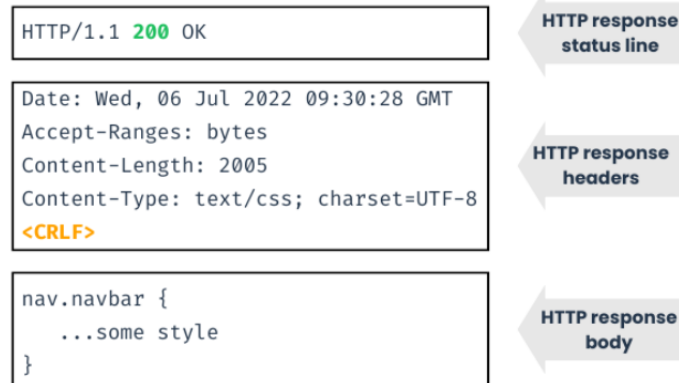 HTTP/1.1 200 OK
HTTP response
status line
Date: Wed, 06 Jul 2022 09:30:28 GMT
Accept-Ranges: bytes
Content-Length: 2005
Content-Type: text/css; charset=UTF-8
<CRLF>
HTTP response
headers
nav.navbar {
...some style
}
HTTP response
body